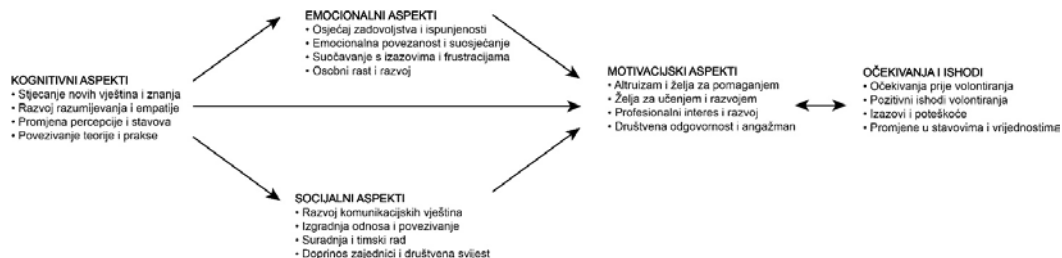 EMOCIONALNI ASPEKTI
• Osjećaj zadovoljstva i ispunjenosti
• Emocionalna povezanost i suosjećanje
• Suočavanje s izazovima i frustracijama
• Osobni rast i razvoj
KOGNITIVNI ASPEKTI
• Stjecanje novih vještina i znanja
• Razvoj razumijevanja i empatije
• Promjena percepcije i stavova
• Povezivanje teorije i prakse
MOTIVACIJSKI ASPEKTI
• Altruizam i želja za pomaganjem
• Želja za učenjem i razvojem
• Profesionalni interes i razvoj
• Društvena odgovornost i angažman
OČEKIVANJA I ISHODI
• Očekivanja prije volontiranja
• Pozitivni ishodi volontiranja
• Izazovi i poteškoće
• Promjene u stavovima i vrijednostima
SOCIJALNI ASPEKTI
• Razvoj komunikacijskih vještina
• Izgradnja odnosa i povezivanje
• Suradnja i timski rad
• Doprinos zajednici i društvena svijest